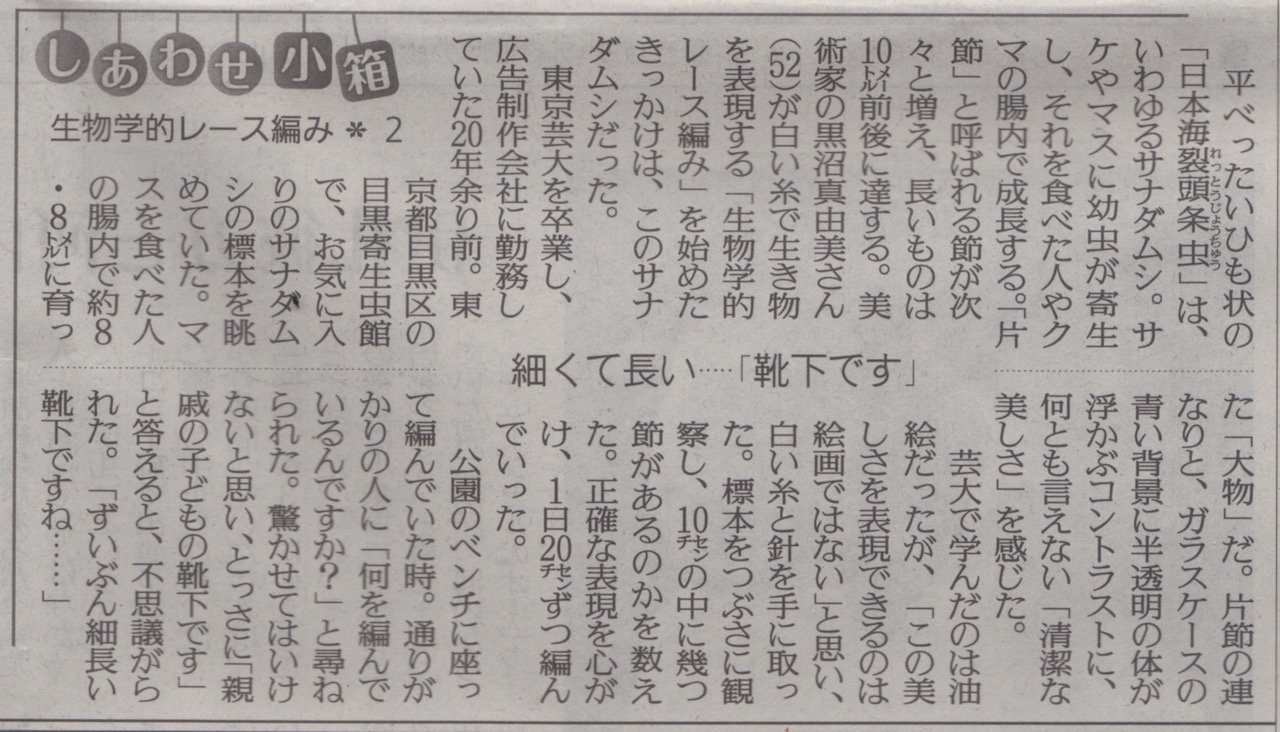 しあわせ小箱
生物学的レース編み＊2
平べったいひも状の
「日本海裂頭条虫」は、
れっとうじょうちゅう
いわゆるサナダムシ。サ
ケやマスに幼虫が寄生
し、それを食べた人やク
マの腸内で成長する。「片
節」と呼ばれる節が次
々と増え、長いものは
10㍍前後に達する。美
術家の黒沼真由美さん
（52）が白い糸で生き物
を表現する「生物学的
レース編み」を始めた
きっかけは、このサナ
ダムシだった。
東京芸大を卒業し、
広告制作会社に勤務し
ていた20年余り前。東
京都目黒区の
目黒寄生虫館
で、お気に入
りのサナダム
シの標本を眺
めていた。マ
スを食べた人
の腸内で約8
・8㍍に育っ
細くて長い……「靴下です」
た「大物」だ。片節の連
なりと、ガラスケースの
青い背景に半透明の体が
浮かぶコントラストに、
何とも言えない「清潔な
美しさ」を感じた。
芸大で学んだのは油
絵だったが、「この美
しさを表現できるのは
絵画ではない」と思い、
白い糸と針を手に取っ
た。標本をつぶさに観
察し、10㌢の中に幾つ
節があるのかを数え
た。正確な表現を心が
け、1日20㌢ずつ編ん
でいった。
公園のベンチに座っ
て編んでいた時。通りが
かりの人に「何を編んで
いるんですか？」と尋ね
られた。驚かせてはいけ
ないと思い、とっさに「親
戚の子どもの靴下です」
と答えると、不思議がら
れた。「ずいぶん細長い
靴下ですね……」